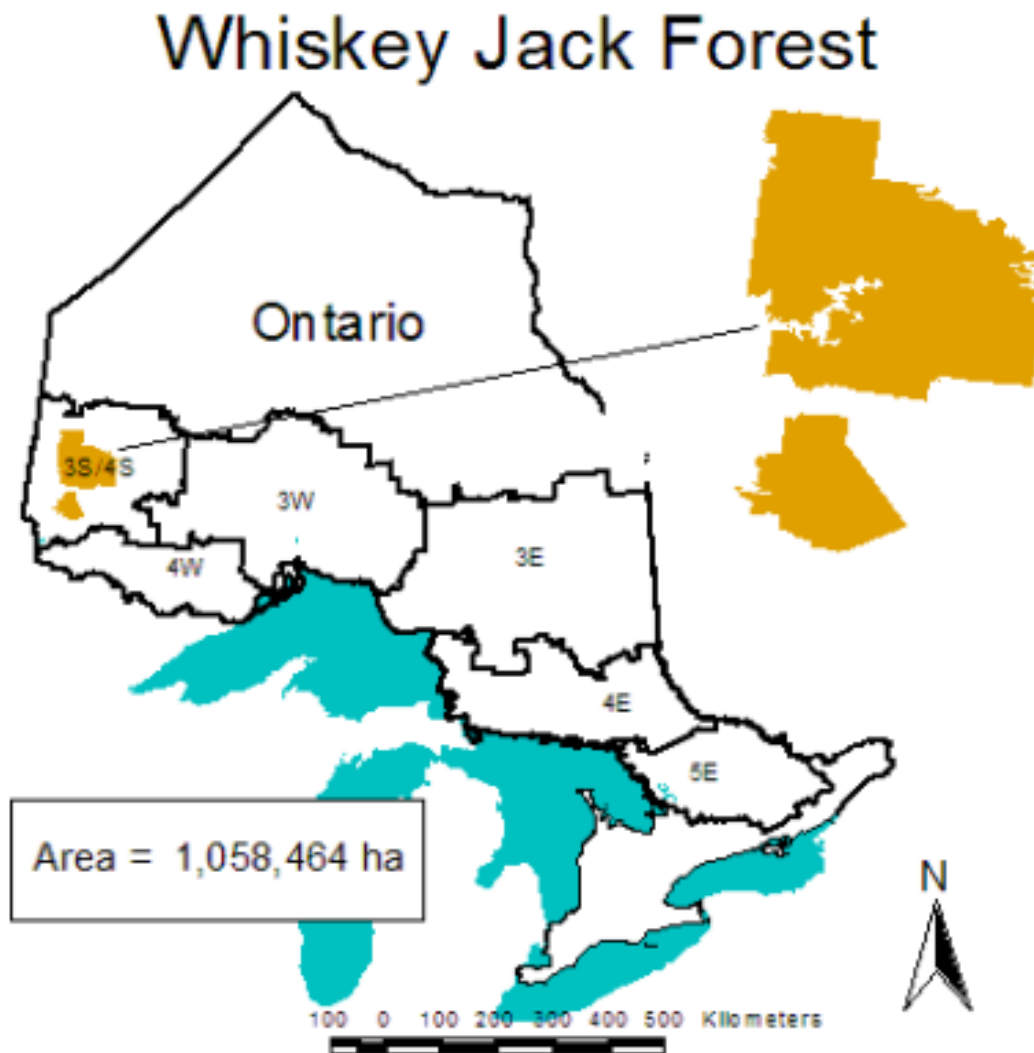 Whiskey Jack Forest
Ontario
3S/4S
3W
4W
3E
4E
5E
Area = 1,058,464 ha
N
100 0 100 200 300 400 500 Kilometers